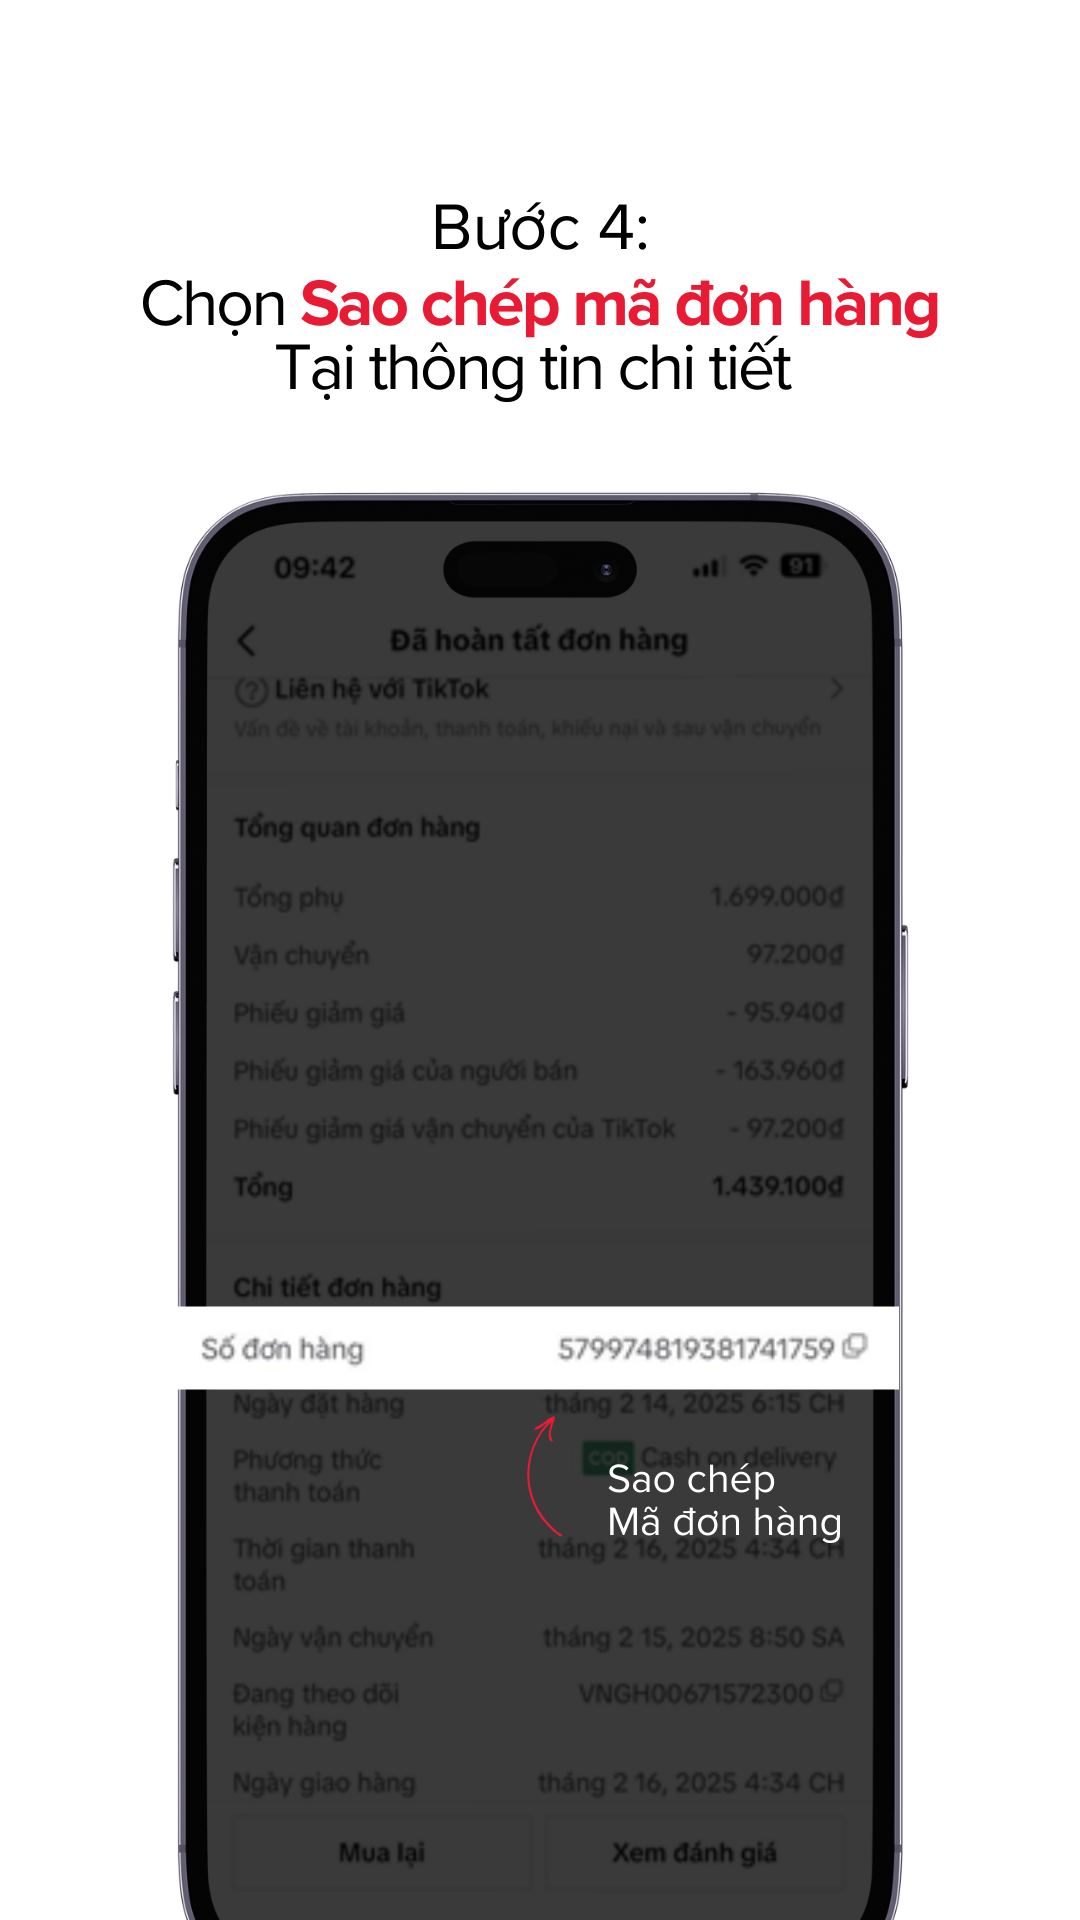 Bước 4:
Chọn Sao chép mã đơn hàng
Tại thông tin chi tiết
09:42
91
Đã hoàn tất đơn hàng
Liên hệ với TikTok
Vấn đề về tài khoản, thanh toán, khiếu nại và sau vận chuyển
Tổng quan đơn hàng
Tổng phụ 1.699.000₫
Vận chuyển 97.200₫
Phiếu giảm giá - 95.940₫
Phiếu giảm giá của người bán - 163.960₫
Phiếu giảm giá vận chuyển của TikTok - 97.200₫
Tổng 1.439.100₫
Chi tiết đơn hàng
Số đơn hàng 579974819381741759
Ngày đặt hàng tháng 2 14, 2025 6:15 CH
Phương thức COD Cash on delivery
thanh toán
Sao chép
Mã đơn hàng
Thời gian thanh tháng 2 16, 2025 4:34 CH
toán
Ngày vận chuyển tháng 2 15, 2025 8:50 SA
Đang theo dõi VNGH00671572300
kiện hàng
Ngày giao hàng tháng 2 16, 2025 4:34 CH
Mua lại Xem đánh giá